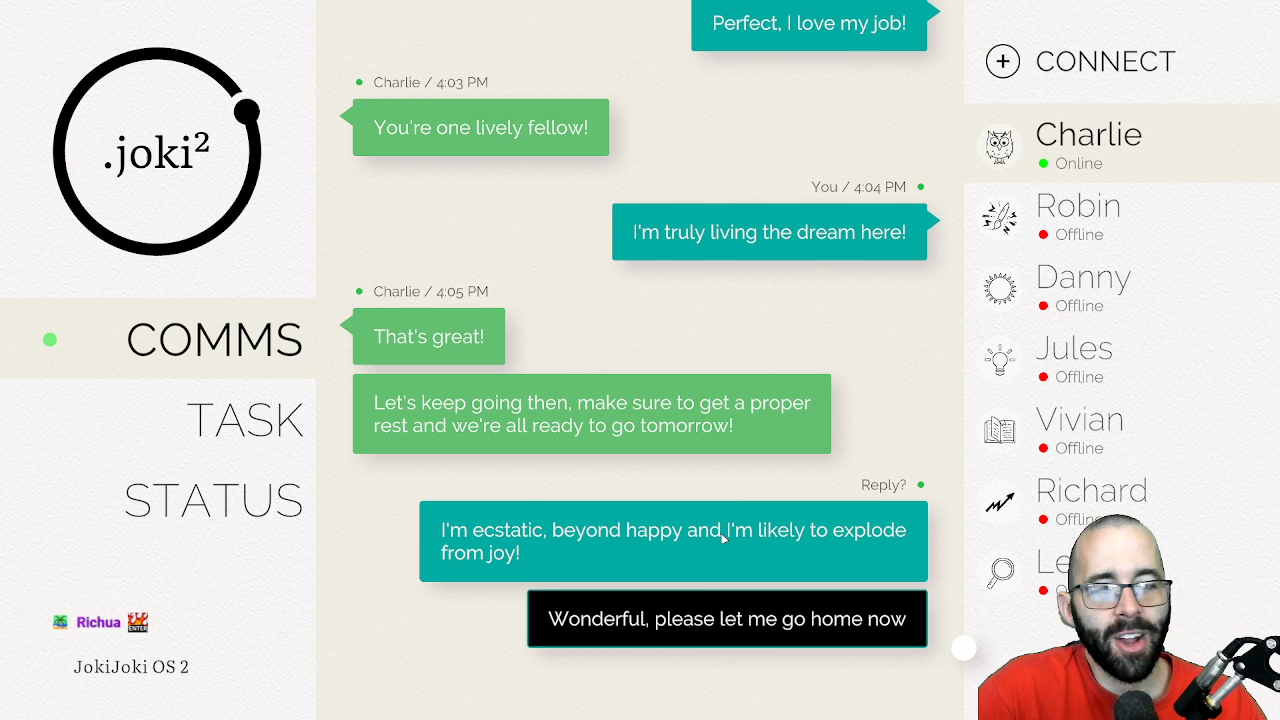 .joki²
COMMS
TASK
STATUS
Richua
ENTER
JokiJoki OS 2
Perfect, I love my job!
Charlie / 4:03 PM
You're one lively fellow!
You / 4:04 PM
I'm truly living the dream here!
Charlie / 4:05 PM
That's great!
Let's keep going then, make sure to get a proper
rest and we're all ready to go tomorrow!
Reply?
I'm ecstatic, beyond happy and I'm likely to explode
from joy!
Wonderful, please let me go home now
+ CONNECT
Charlie
Online
Robin
Offline
Danny
Offline
Jules
Offline
Vivian
Offline
Richard
Offline